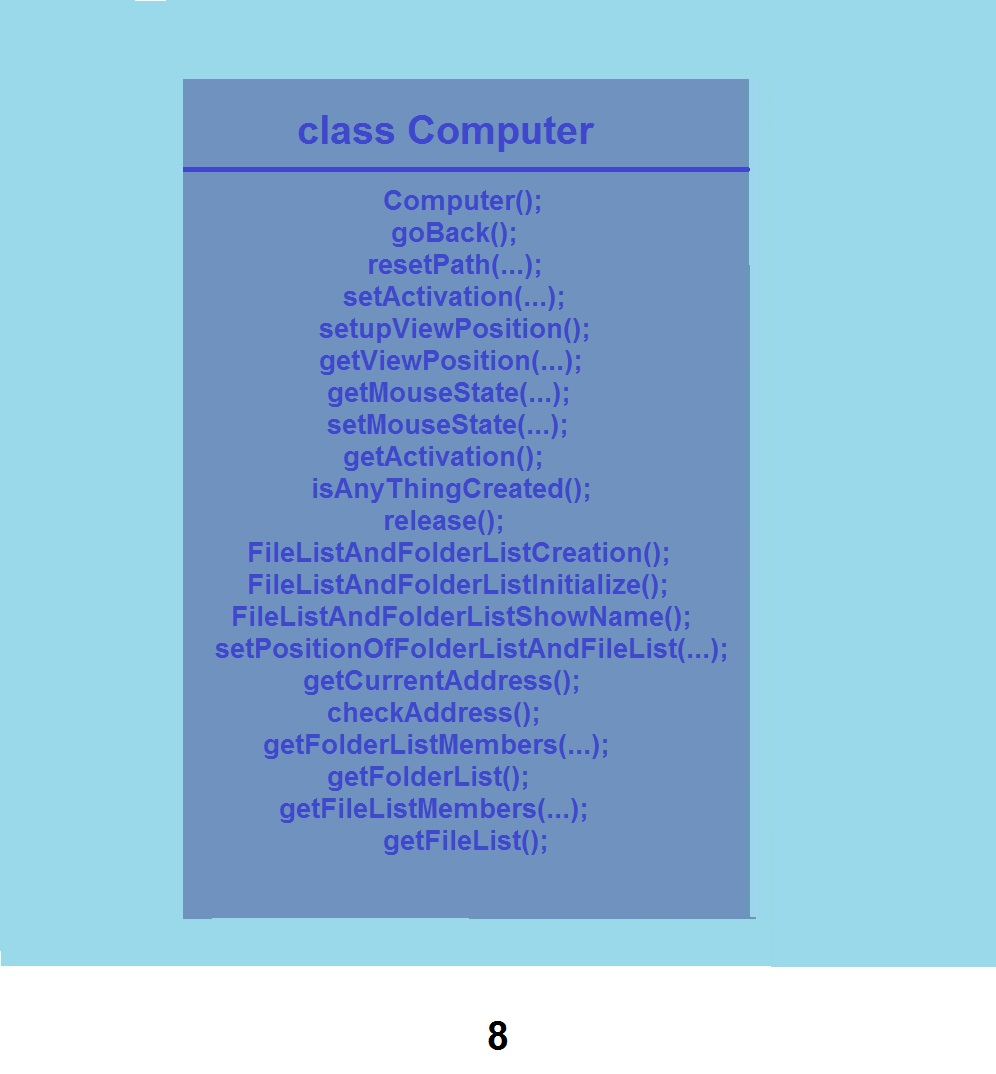 class Computer
Computer();
goBack();
resetPath(...);
setActivation(...);
setupViewPosition();
getViewPosition(...);
getMouseState(...);
setMouseState(...);
getActivation();
isAnyThingCreated();
release();
FileListAndFolderListCreation();
FileListAndFolderListInitialize();
FileListAndFolderListShowName();
setPositionOfFolderListAndFileList(...);
getCurrentAddress();
checkAddress();
getFolderListMembers(...);
getFolderList();
getFileListMembers(...);
getFileList();
8